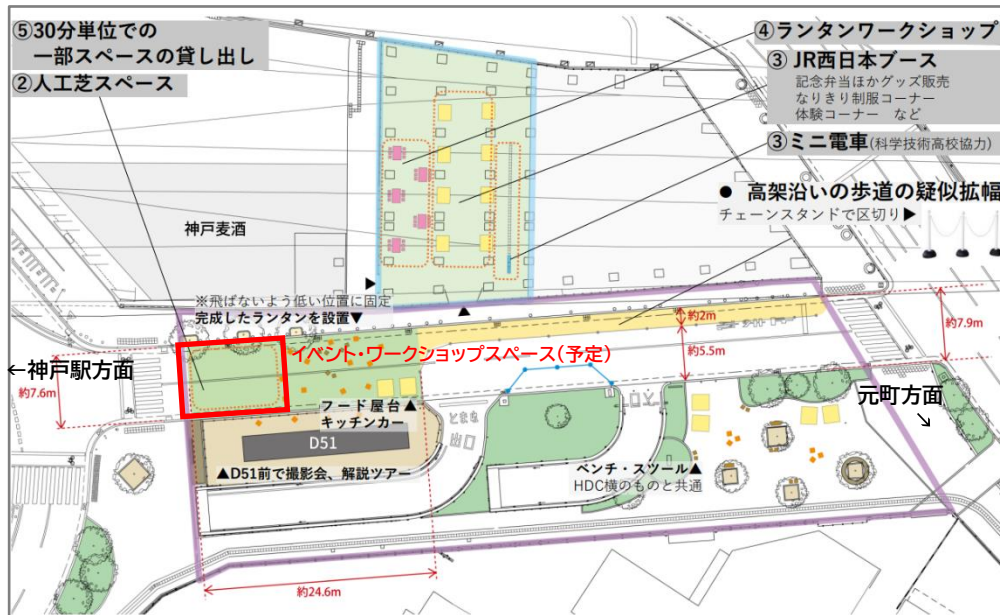 ⑤30分単位での
一部スペースの貸し出し
②人工芝スペース
④ランタンワークショップ
③ JR西日本ブース
記念弁当ほかグッズ販売
なりきり制服コーナー
体験コーナー など
③ミニ電車(科学技術高校協力)
● 高架沿いの歩道の疑似拡幅
チェーンスタンドで区切り▶
神戸麦酒
※飛ばないよう低い位置に固定
完成したランタンを設置▼
イベント・ワークショップスペース(予定)
約2m
約5.5m
約7.9m
←神戸駅方面
約7.6m
元町方面
フード屋台▲
キッチンカー
とまれ
出口
D51
▲D51前で撮影会、解説ツアー
ベンチ・スツール▲
HDC横のものと共通
約24.6m